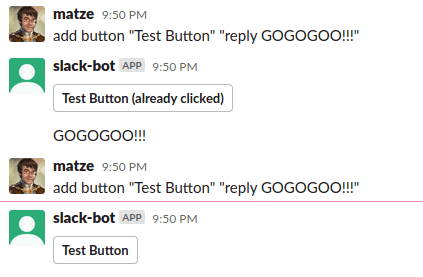 matze 9:50 PM
add button "Test Button" "reply GOGOGOO!!!"
slack-bot APP 9:50 PM
Test Button (already clicked)
GOGOGOO!!!
matze 9:50 PM
add button "Test Button" "reply GOGOGOO!!!"
slack-bot APP 9:50 PM
Test Button